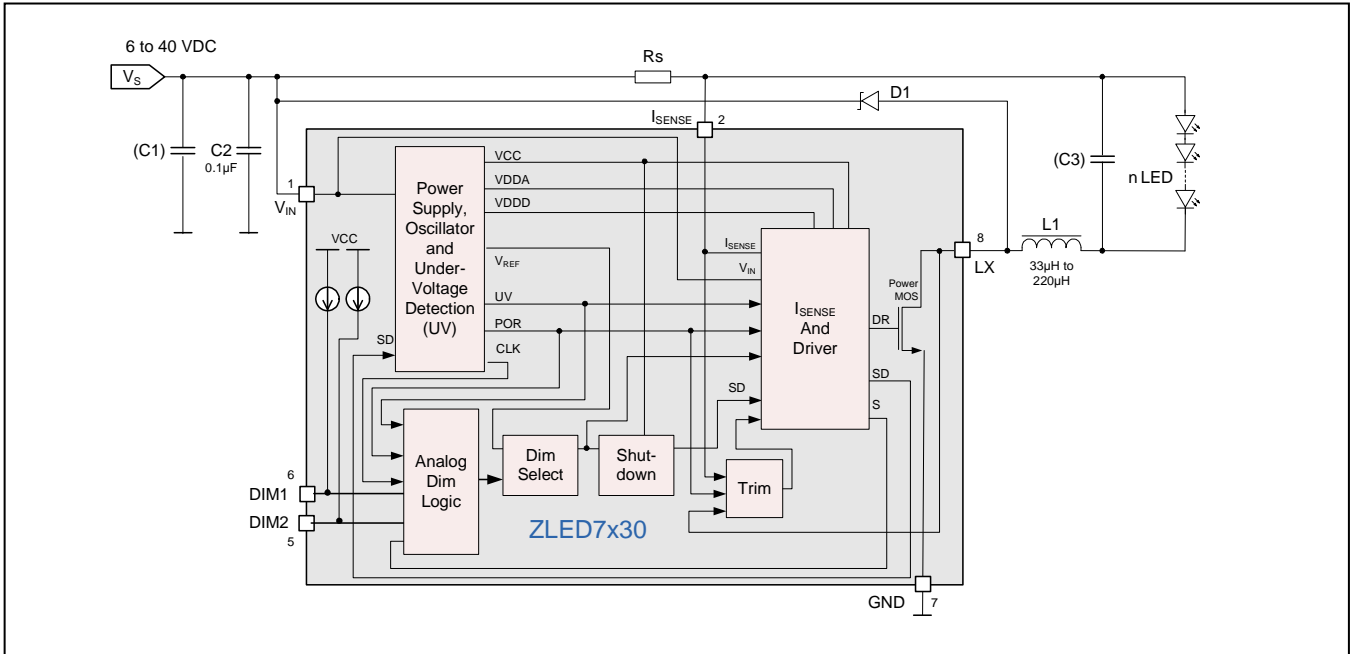 6 to 40 VDC
VS
Rs
D1
ISENSE
2
(C1)
C2
0.1µF
(C3)
n LED
1
VIN
VCC
Power
Supply,
Oscillator
and
Under-
Voltage
Detection
(UV)
VCC
VDDA
VDDD
VREF
UV
POR
CLK
SD
ISENSE
VIN
ISENSE
And
Driver
SD
DR
SD
S
Power
MOS
8
LX
L1
33µH to
220µH
Analog
Dim
Logic
Dim
Select
Shut-
down
Trim
6
DIM1
DIM2
5
ZLED7x30
GND
7